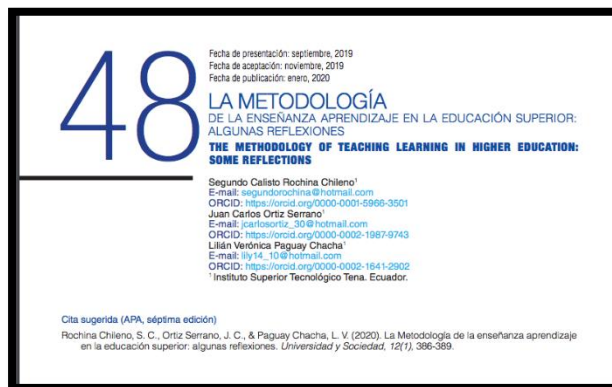 48
Fecha de presentación: septiembre, 2019
Fecha de aceptación: noviembre, 2019
Fecha de publicación: enero, 2020
LA METODOLOGÍA
DE LA ENSEÑANZA APRENDIZAJE EN LA EDUCACIÓN SUPERIOR:
ALGUNAS REFLEXIONES
THE METHODOLOGY OF TEACHING LEARNING IN HIGHER EDUCATION:
SOME REFLECTIONS
Segundo Calisto Rochina Chileno¹
E-mail: segundorochina@hotmail.com
ORCID: https://orcid.org/0000-0001-5966-3501
Juan Carlos Ortiz Serrano¹
E-mail: jcarlosortiz_30@hotmail.com
ORCID: https://orcid.org/0000-0002-1987-9743
Lilián Verónica Paguay Chacha¹
E-mail: lily14_10@hotmail.com
ORCID: https://orcid.org/0000-0002-1641-2902
¹ Instituto Superior Tecnológico Tena. Ecuador.
Cita sugerida (APA, séptima edición)
Rochina Chileno, S. C., Ortiz Serrano, J. C., & Paguay Chacha, L. V. (2020). La Metodología de la enseñanza aprendizaje
en la educación superior: algunas reflexiones. Universidad y Sociedad, 12(1), 386-389.